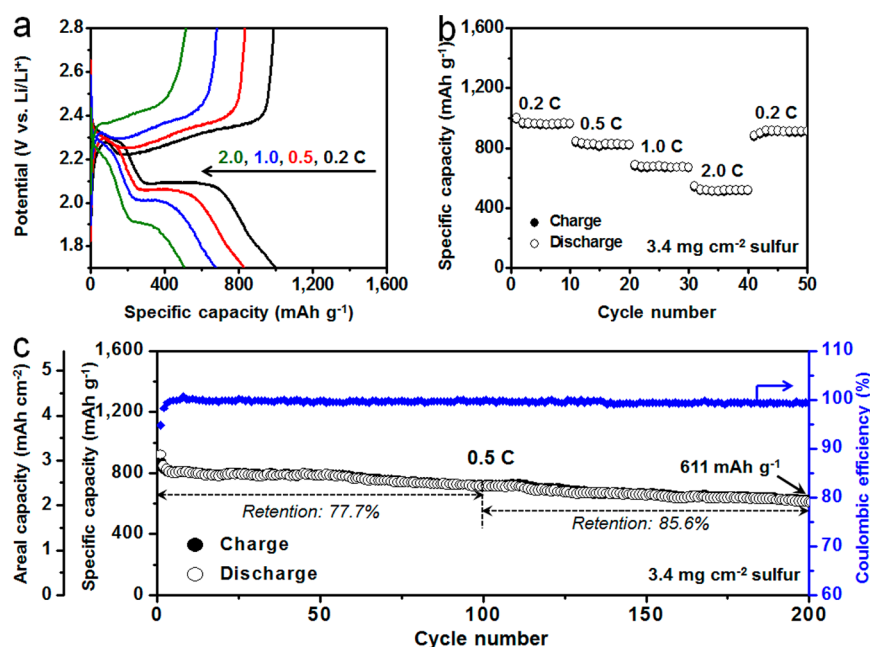 a
2.8
2.6
2.4
2.2
2.0
1.8
Potential (V vs. Li/Li⁺)
2.0, 1.0, 0.5, 0.2 C
0 400 800 1,200 1,600
Specific capacity (mAh g⁻¹)
b
1,600
1,200
800
400
0
Specific capacity (mAh g⁻¹)
0.2 C
0.5 C
1.0 C
2.0 C
0.2 C
Charge
Discharge
3.4 mg cm⁻² sulfur
0 10 20 30 40 50
Cycle number
c
5
4
3
2
1
0
Areal capacity (mAh cm⁻²)
1,600
1,200
800
400
0
Specific capacity (mAh g⁻¹)
110
100
90
80
70
60
Coulombic efficiency (%)
0.5 C
611 mAh g⁻¹
Retention: 77.7%
Retention: 85.6%
Charge
Discharge
3.4 mg cm⁻² sulfur
0 50 100 150 200
Cycle number